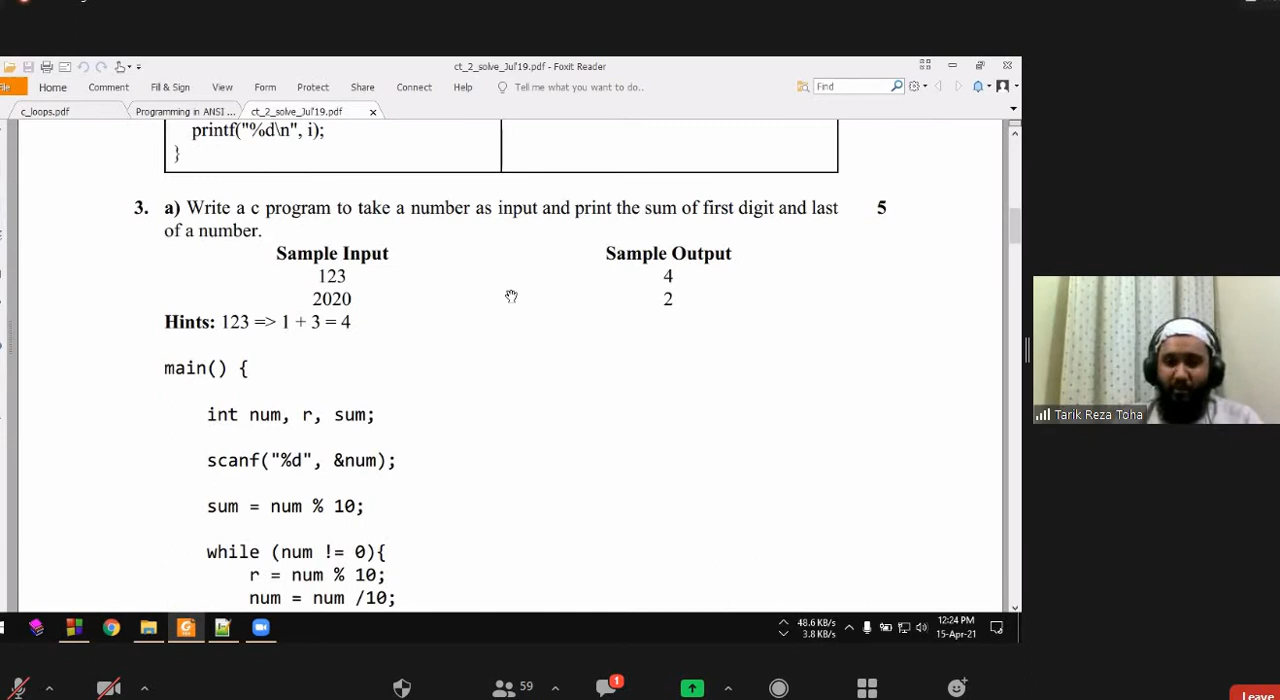 ct_2_solve_Jul'19.pdf - Foxit Reader
File Home Comment Fill & Sign View Form Protect Share Connect Help Tell me what you want to do.. Find
c_loops.pdf Programming in ANSI ... ct_2_solve_Jul'19.pdf
printf("%d\n", i);
}
3. a) Write a c program to take a number as input and print the sum of first digit and last 5
of a number.
Sample Input Sample Output
123 4
2020 2
Hints: 123 => 1 + 3 = 4
main() {
int num, r, sum;
scanf("%d", &num);
sum = num % 10;
while (num != 0){
r = num % 10;
num = num /10;
Tarik Reza Toha
48.6 KB/s
3.8 KB/s
12:24 PM
15-Apr-21
59
1
Leave